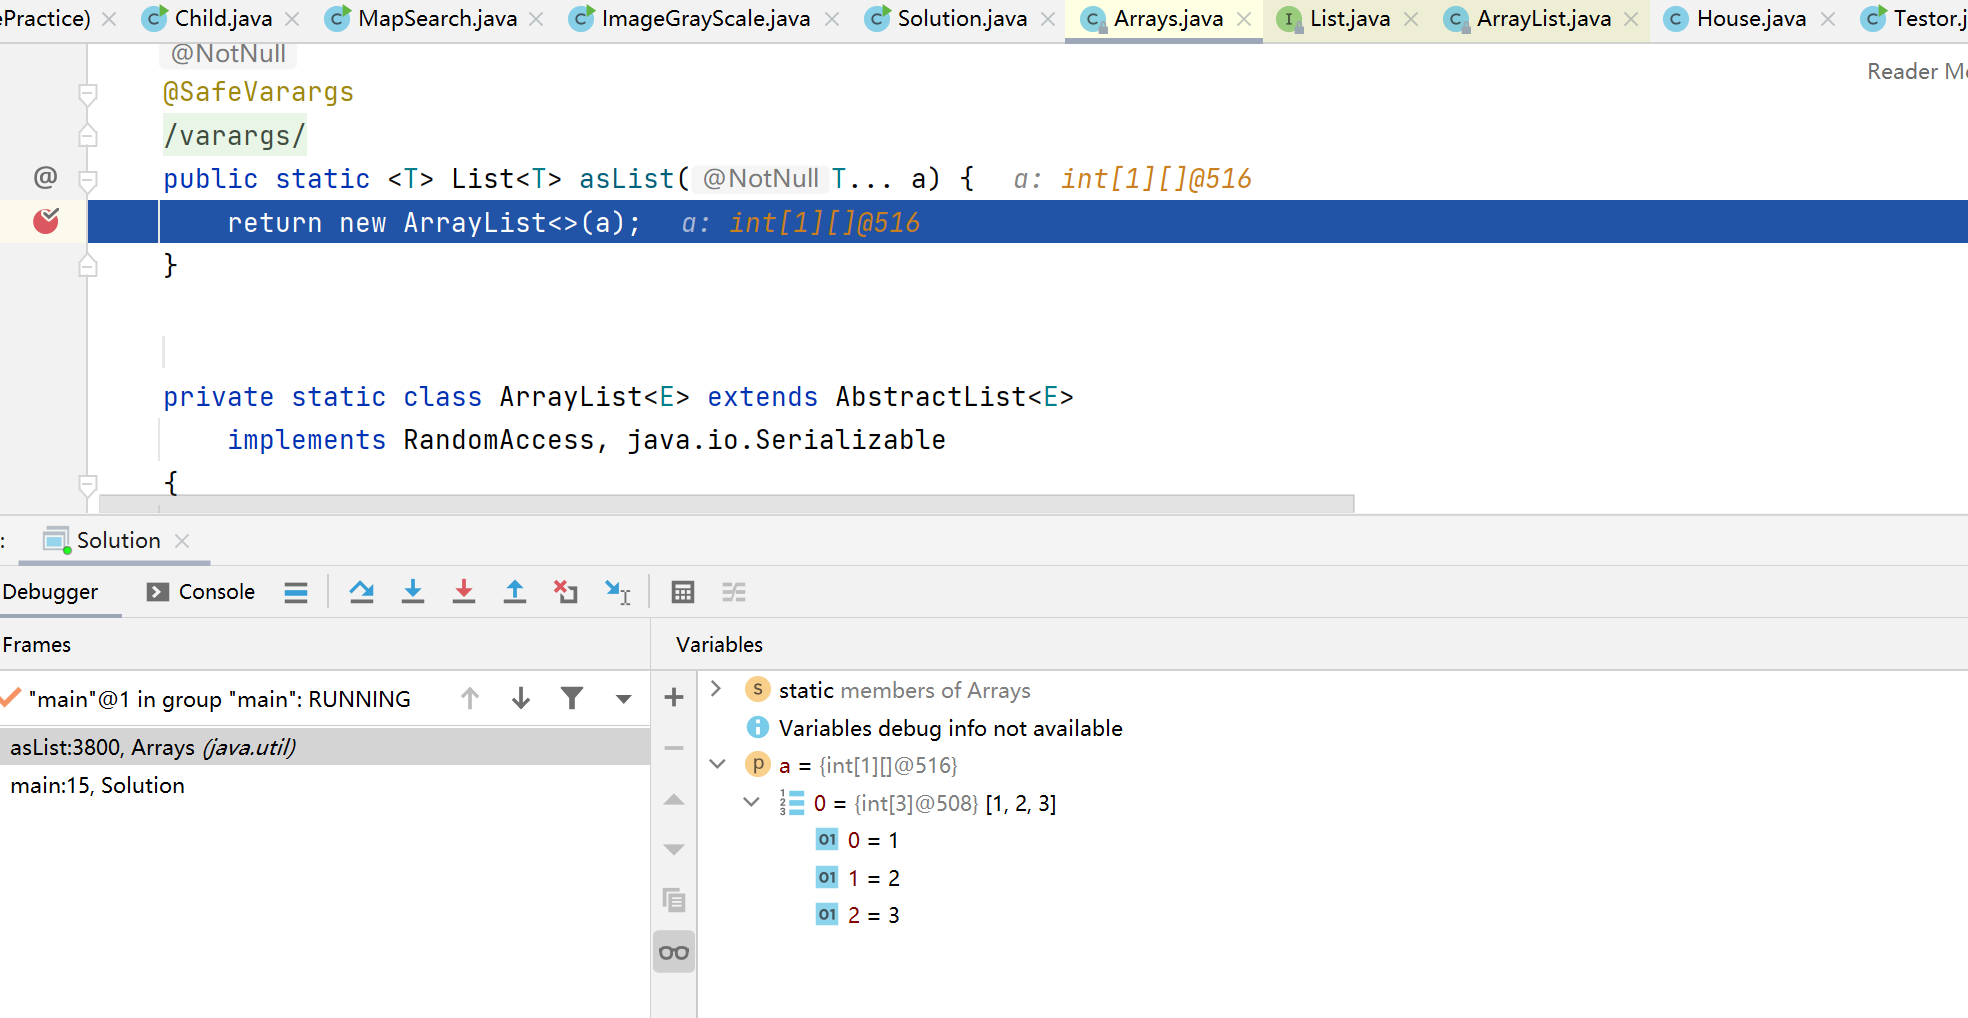 ePractice) Child.java MapSearch.java ImageGrayScale.java Solution.java Arrays.java List.java ArrayList.java House.java Testor.j
@NotNull
Reader Mo
@SafeVarargs
/varargs/
public static <T> List<T> asList( @NotNull T... a) { a: int[1][]@516
return new ArrayList<>(a); a: int[1][]@516
}
private static class ArrayList<E> extends AbstractList<E>
implements RandomAccess, java.io.Serializable
{
: Solution
Debugger Console
Frames Variables
"main"@1 in group "main": RUNNING
static members of Arrays
Variables debug info not available
asList:3800, Arrays (java.util)
a = {int[1][]@516}
main:15, Solution
0 = {int[3]@508} [1, 2, 3]
0 = 1
1 = 2
2 = 3